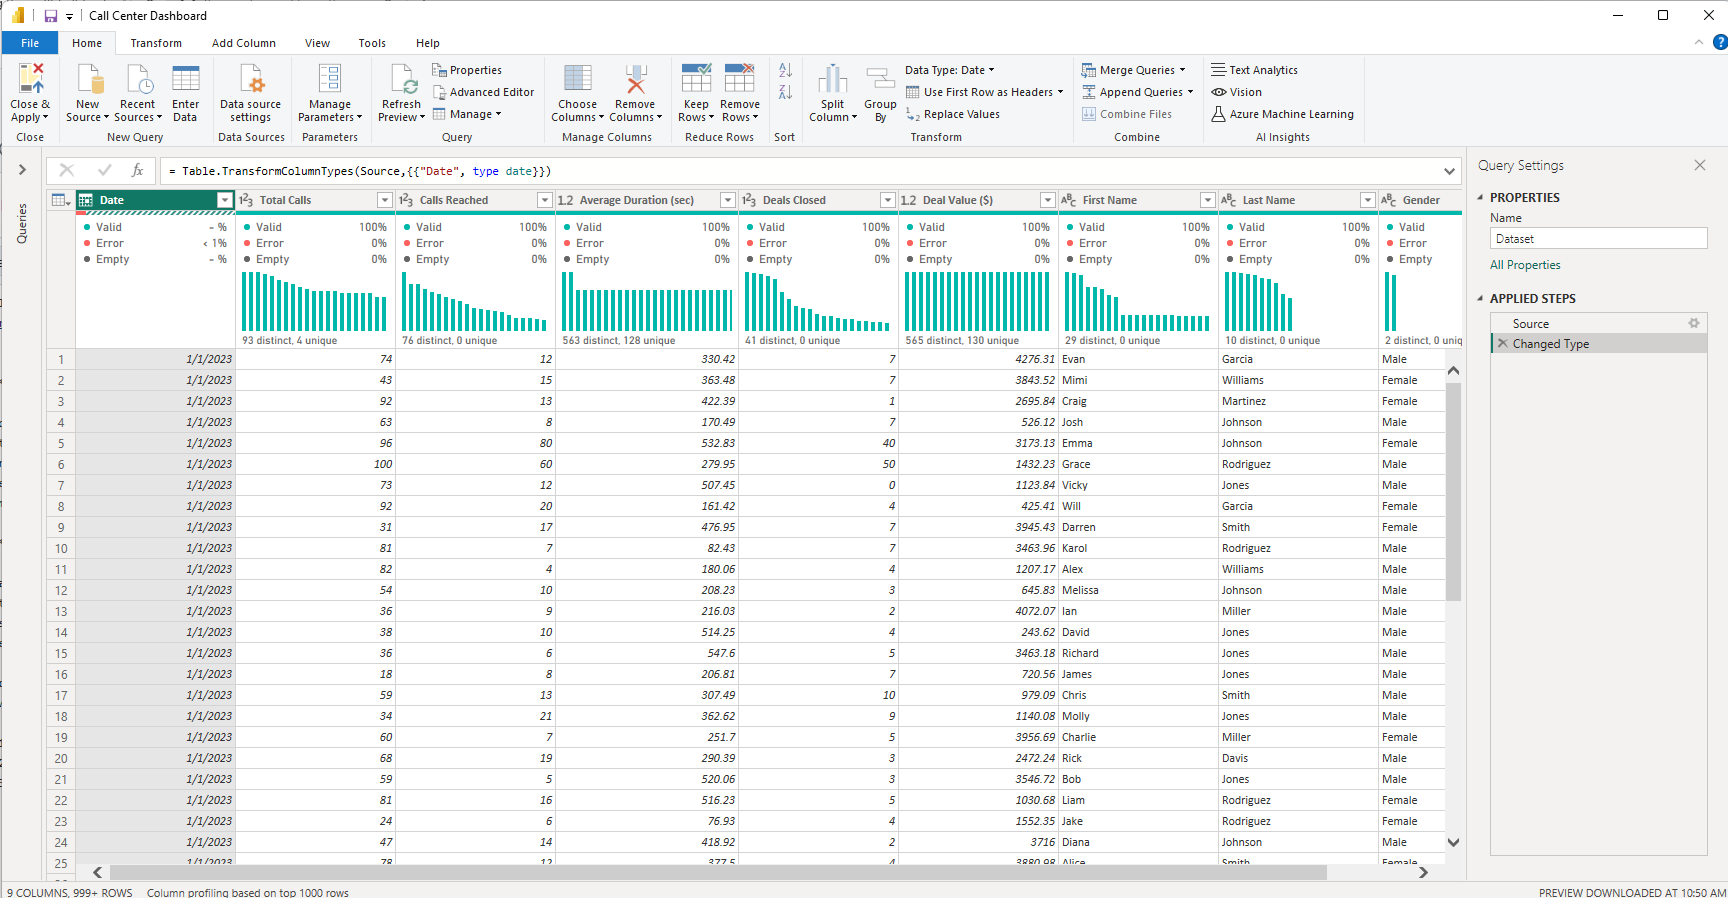 Call Center Dashboard
File Home Transform Add Column View Tools Help
Close & Apply
New Source
Recent Sources
Enter Data
Data source settings
Manage Parameters
Refresh Preview
Properties
Advanced Editor
Manage
Choose Columns
Remove Columns
Keep Rows
Remove Rows
Split Column
Group By
Data Type: Date
Use First Row as Headers
Replace Values
Merge Queries
Append Queries
Combine Files
Text Analytics
Vision
Azure Machine Learning
Close New Query Data Sources Parameters Query Manage Columns Reduce Rows Sort Transform Combine AI Insights
= Table.TransformColumnTypes(Source,{{"Date", type date}})
Queries
Date Total Calls Calls Reached Average Duration (sec) Deals Closed Deal Value ($) First Name Last Name Gender
Valid - % Valid 100% Valid 100% Valid 100% Valid 100% Valid 100% Valid 100% Valid 100% Valid
Error < 1% Error 0% Error 0% Error 0% Error 0% Error 0% Error 0% Error 0% Error
Empty - % Empty 0% Empty 0% Empty 0% Empty 0% Empty 0% Empty 0% Empty 0% Empty
93 distinct, 4 unique 76 distinct, 0 unique 563 distinct, 128 unique 41 distinct, 0 unique 565 distinct, 130 unique 29 distinct, 0 unique 10 distinct, 0 unique 2 distinct, 0 uniq
1 1/1/2023 74 12 330.42 7 4276.31 Evan Garcia Male
2 1/1/2023 43 15 363.48 7 3843.52 Mimi Williams Female
3 1/1/2023 92 13 422.39 1 2695.84 Craig Martinez Female
4 1/1/2023 63 8 170.49 7 526.12 Josh Johnson Male
5 1/1/2023 96 80 532.83 40 3173.13 Emma Johnson Female
6 1/1/2023 100 60 279.95 50 1432.23 Grace Rodriguez Male
7 1/1/2023 73 12 507.45 0 1123.84 Vicky Jones Male
8 1/1/2023 92 20 161.42 4 425.41 Will Garcia Female
9 1/1/2023 31 17 476.95 7 3945.43 Darren Smith Female
10 1/1/2023 81 7 82.43 7 3463.96 Karol Rodriguez Male
11 1/1/2023 82 4 180.06 4 1207.17 Alex Williams Male
12 1/1/2023 54 10 208.23 3 645.83 Melissa Johnson Male
13 1/1/2023 36 9 216.03 2 4072.07 Ian Miller Male
14 1/1/2023 38 10 514.25 4 243.62 David Jones Male
15 1/1/2023 36 6 547.6 5 3463.18 Richard Jones Male
16 1/1/2023 18 8 206.81 7 720.56 James Jones Male
17 1/1/2023 59 13 307.49 10 979.09 Chris Smith Male
18 1/1/2023 34 21 362.62 9 1140.08 Molly Jones Male
19 1/1/2023 60 7 251.7 5 3956.69 Charlie Miller Female
20 1/1/2023 68 19 290.39 3 2472.24 Rick Davis Male
21 1/1/2023 59 5 520.06 3 3546.72 Bob Jones Male
22 1/1/2023 81 16 516.23 5 1030.68 Liam Rodriguez Female
23 1/1/2023 24 6 76.93 4 1552.35 Jake Rodriguez Female
24 1/1/2023 47 14 418.92 2 3716 Diana Johnson Male
25 1/1/2023 78 12 377.5 4 3880.98 Alice Smith Female
Query Settings
PROPERTIES
Name
Dataset
All Properties
APPLIED STEPS
Source
Changed Type
9 COLUMNS, 999+ ROWS Column profiling based on top 1000 rows
PREVIEW DOWNLOADED AT 10:50 AM